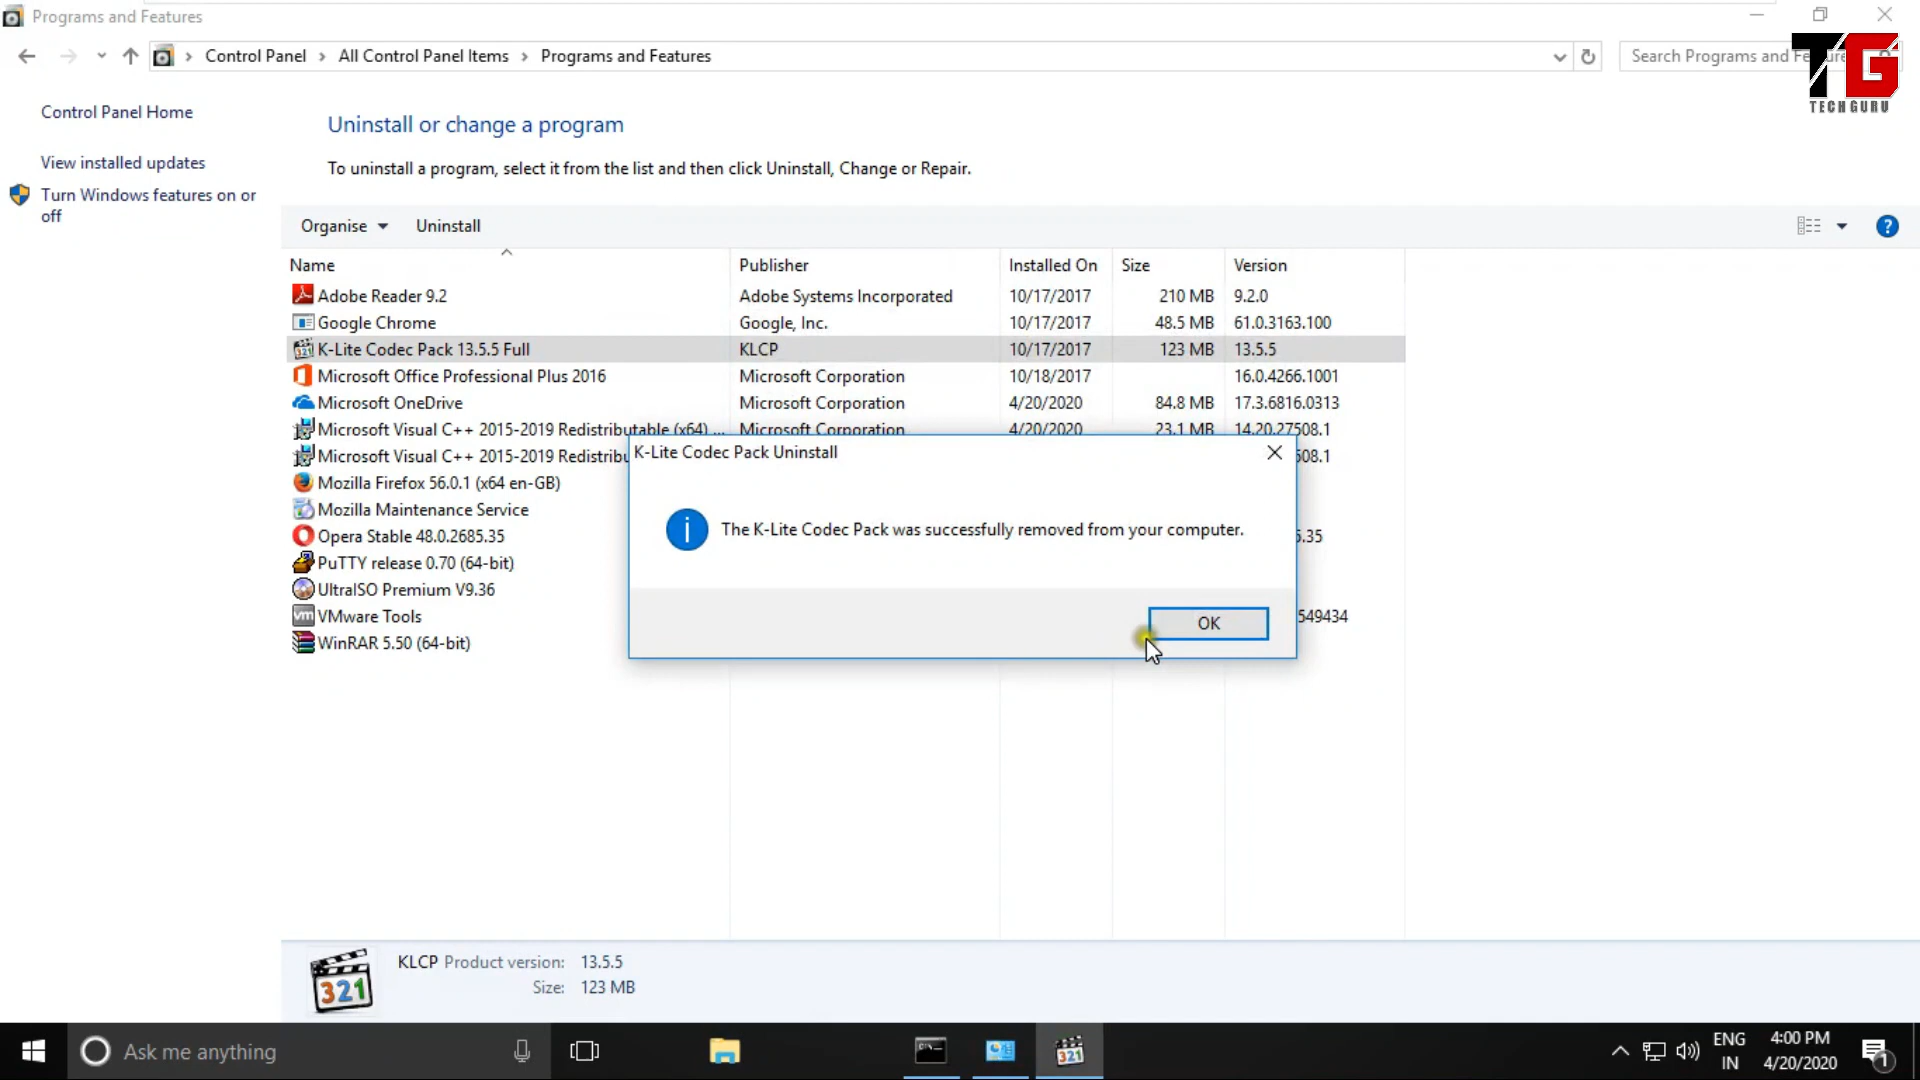 Programs and Features
Control Panel > All Control Panel Items > Programs and Features
Search Programs and
TG
TECH GURU
Control Panel Home
View installed updates
Turn Windows features on or
off
Uninstall or change a program
To uninstall a program, select it from the list and then click Uninstall, Change or Repair.
Organise Uninstall
?
Name Publisher Installed On Size Version
Adobe Reader 9.2 Adobe Systems Incorporated 10/17/2017 210 MB 9.2.0
Google Chrome Google, Inc. 10/17/2017 48.5 MB 61.0.3163.100
321 K-Lite Codec Pack 13.5.5 Full KLCP 10/17/2017 123 MB 13.5.5
Microsoft Office Professional Plus 2016 Microsoft Corporation 10/18/2017 16.0.4266.1001
Microsoft OneDrive Microsoft Corporation 4/20/2020 84.8 MB 17.3.6816.0313
Microsoft Visual C++ 2015-2019 Redistributable (x64) ... Microsoft Corporation 4/20/2020 23.1 MB 14.20.27508.1
Microsoft Visual C++ 2015-2019 Redistribu 508.1
Mozilla Firefox 56.0.1 (x64 en-GB)
Mozilla Maintenance Service
Opera Stable 48.0.2685.35 5.35
PuTTY release 0.70 (64-bit)
UltraISO Premium V9.36
vm VMware Tools 549434
WinRAR 5.50 (64-bit)
K-Lite Codec Pack Uninstall
i
The K-Lite Codec Pack was successfully removed from your computer.
OK
321
KLCP Product version: 13.5.5
Size: 123 MB
Ask me anything
321
ENG
IN
4:00 PM
4/20/2020
1